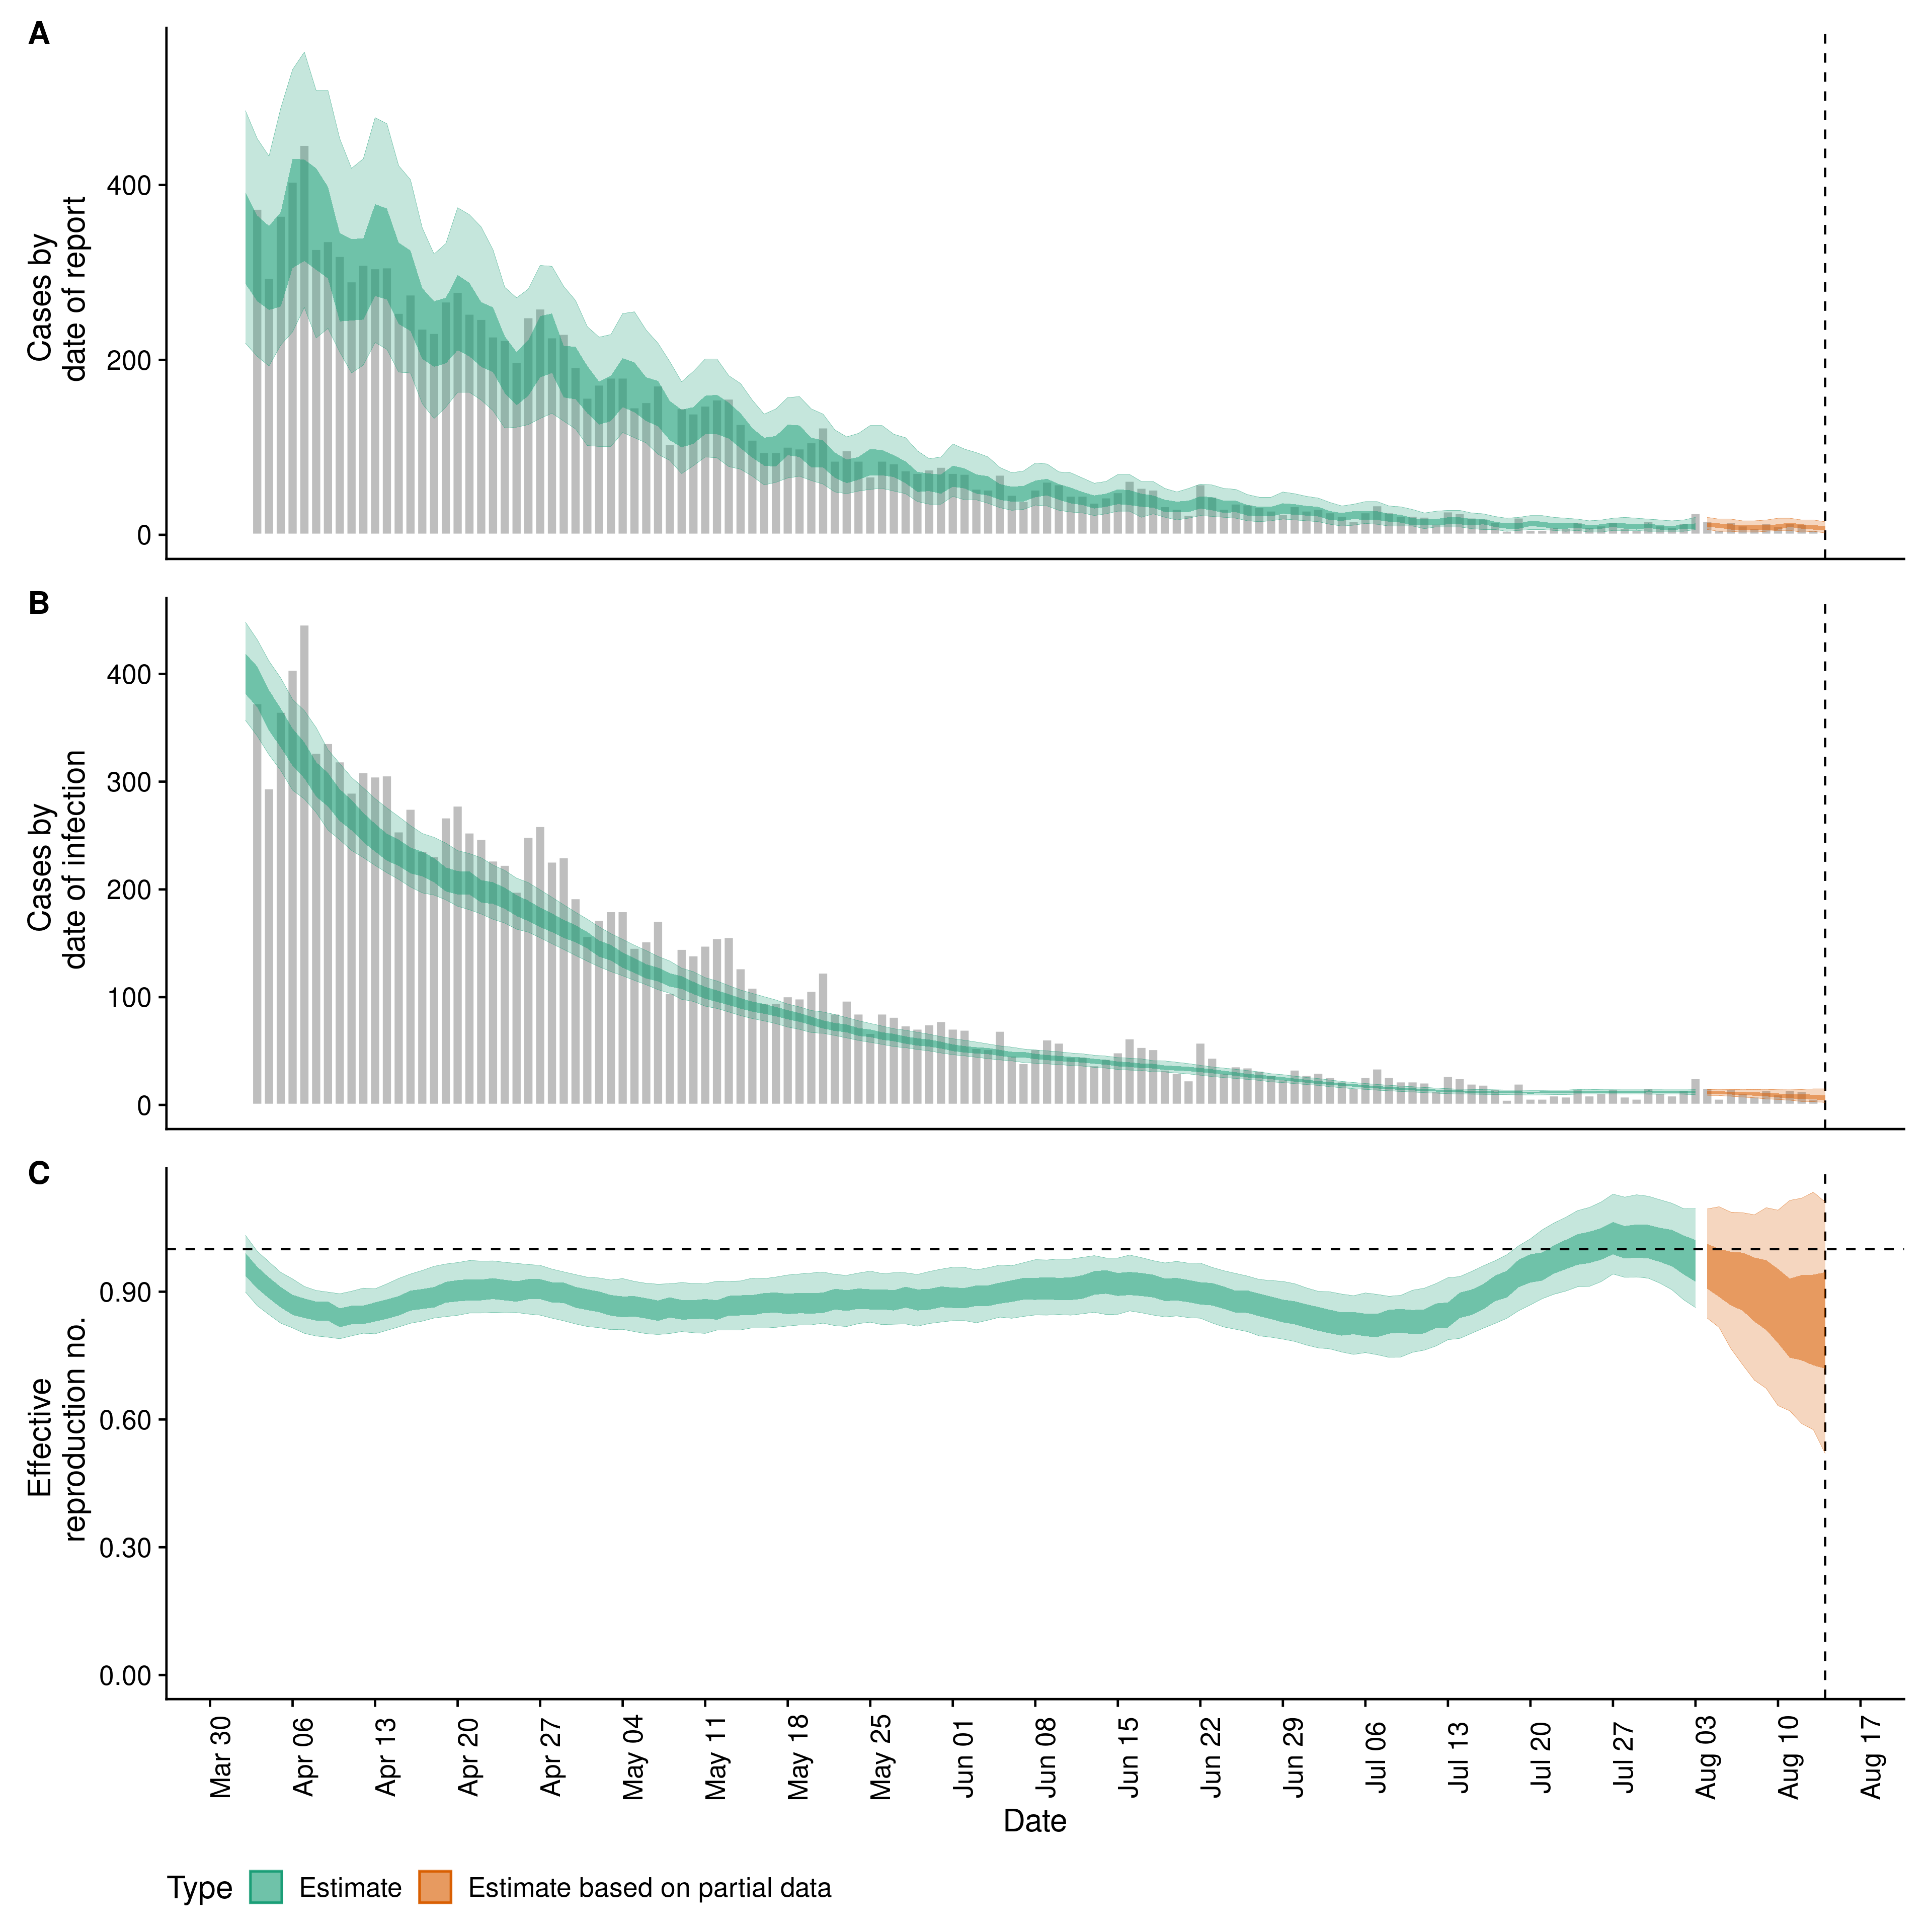 A
Cases by
date of report
400
200
0
B
Cases by
date of infection
400
300
200
100
0
C
Effective
reproduction no.
0.90
0.60
0.30
0.00
Mar 30
Apr 06
Apr 13
Apr 20
Apr 27
May 04
May 11
May 18
May 25
Jun 01
Jun 08
Jun 15
Jun 22
Jun 29
Jul 06
Jul 13
Jul 20
Jul 27
Aug 03
Aug 10
Aug 17
Date
Type Estimate Estimate based on partial data